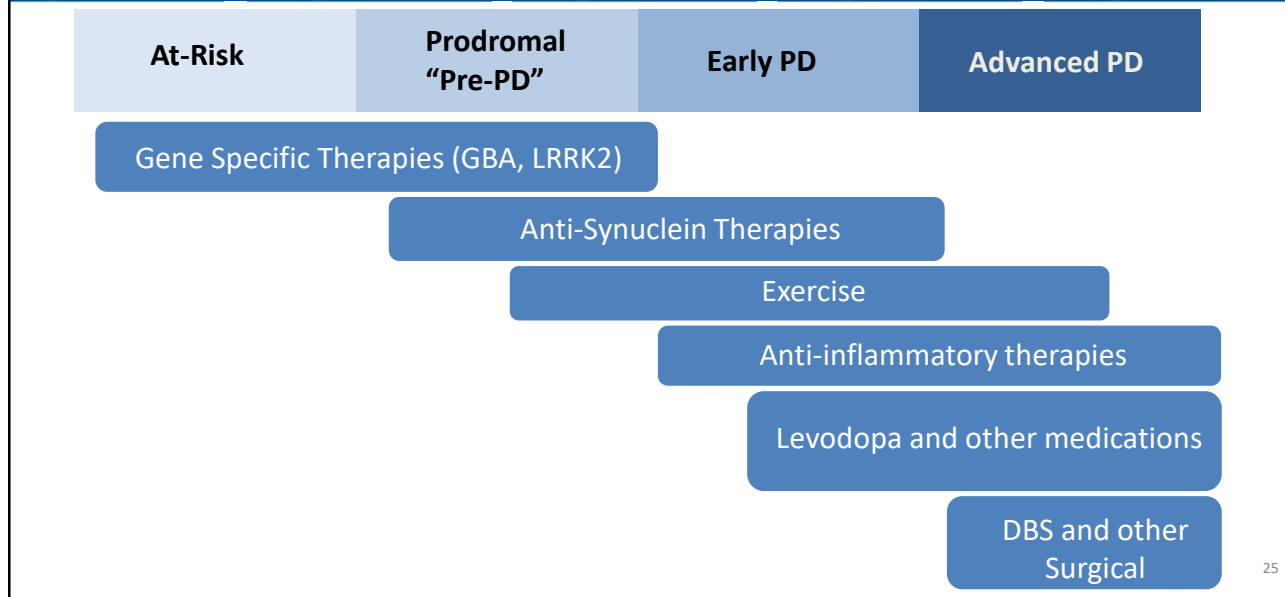 At-Risk
Prodromal
“Pre-PD”
Early PD
Advanced PD
Gene Specific Therapies (GBA, LRRK2)
Anti-Synuclein Therapies
Exercise
Anti-inflammatory therapies
Levodopa and other medications
DBS and other
Surgical
25